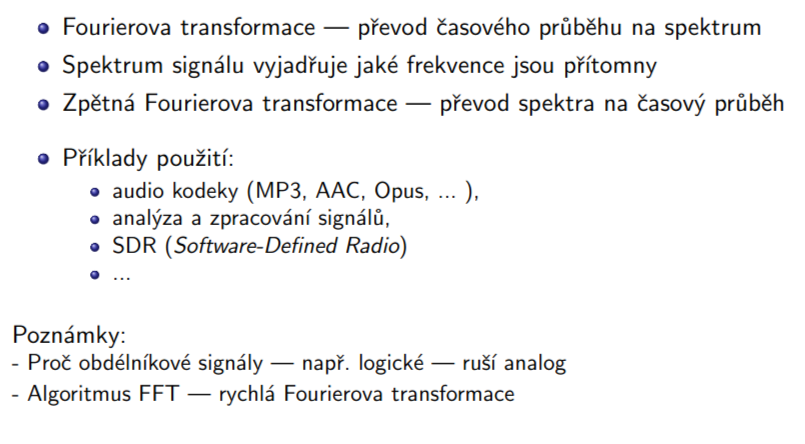 Fourierova transformace — převod časového průběhu na spektrum
Spektrum signálu vyjadřuje jaké frekvence jsou přítomny
Zpětná Fourierova transformace — převod spektra na časový průběh
Příklady použití:
audio kodeky (MP3, AAC, Opus, ... ),
analýza a zpracování signálů,
SDR (Software-Defined Radio)
...
Poznámky:
- Proč obdélníkové signály — např. logické — ruší analog
- Algoritmus FFT — rychlá Fourierova transformace